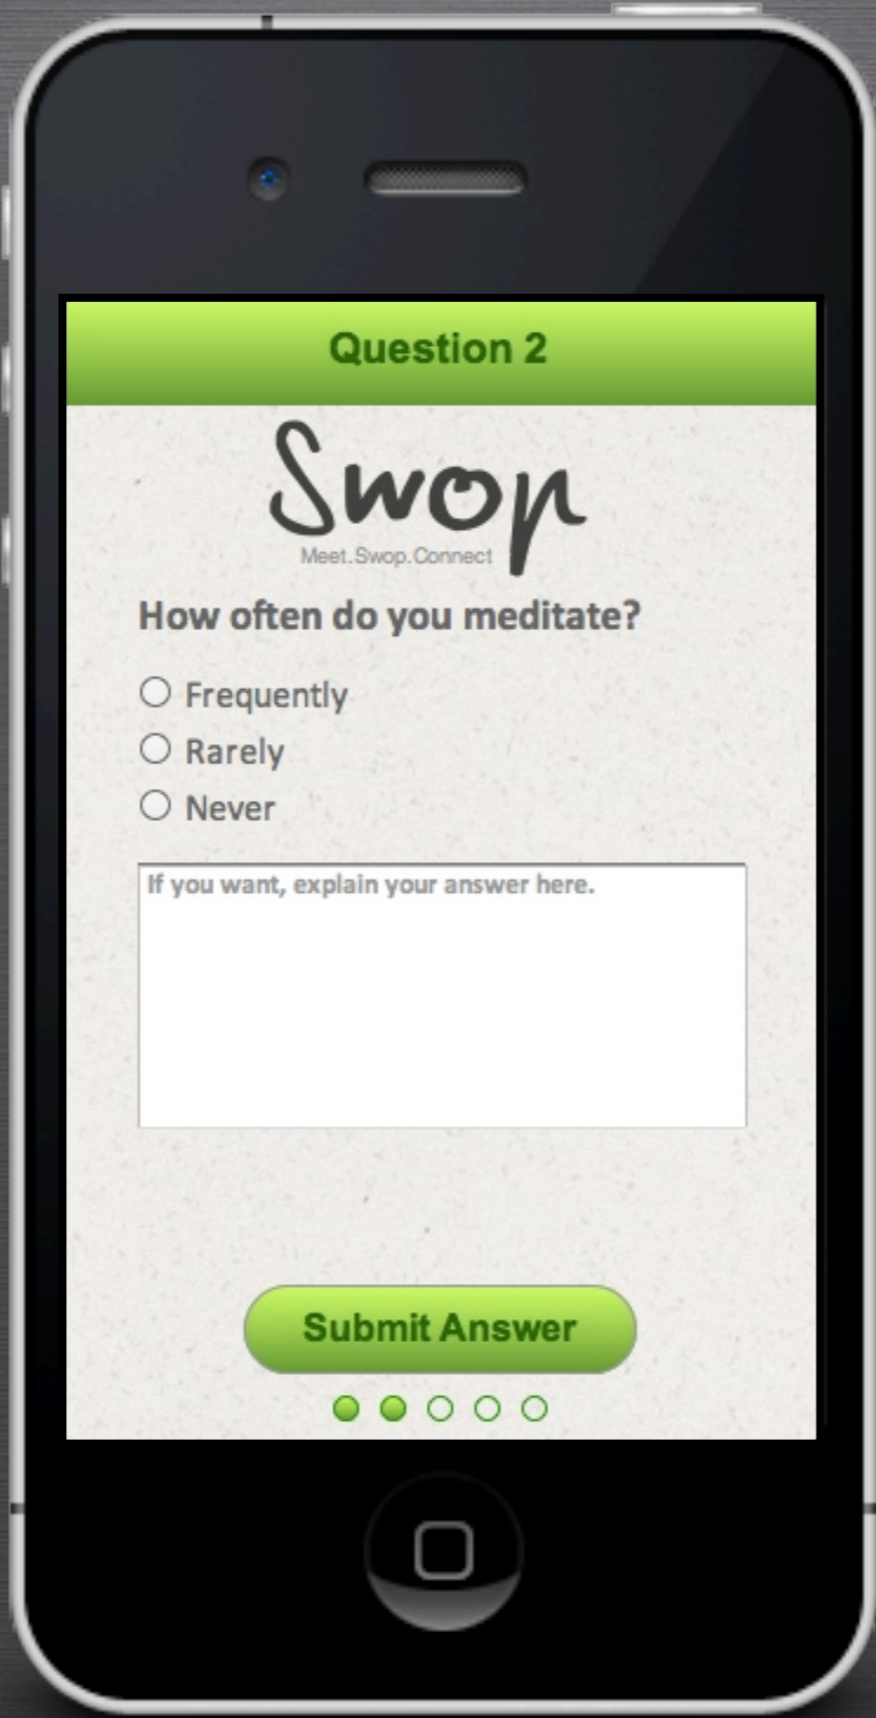 Question 2
Swop
Meet.Swop.Connect
How often do you meditate?
Frequently
Rarely
Never
If you want, explain your answer here.
Submit Answer